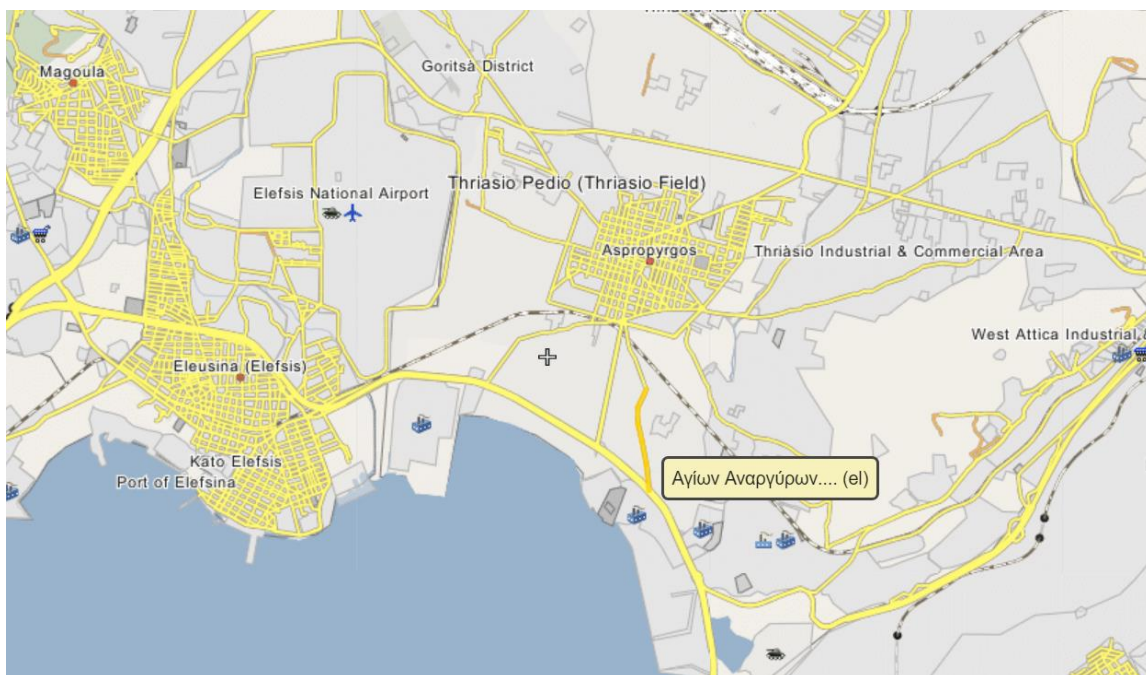 Magoula
Goritsà District
Elefsis National Airport
Thriasio Pedio (Thriasio Field)
Aspropyrgos
Thriàsio Industrial & Commercial Area
West Attica Industrial &
Eleusina (Elefsis)
Kato Elefsis
Port of Elefsina
Αγίων Αναργύρων.... (el)